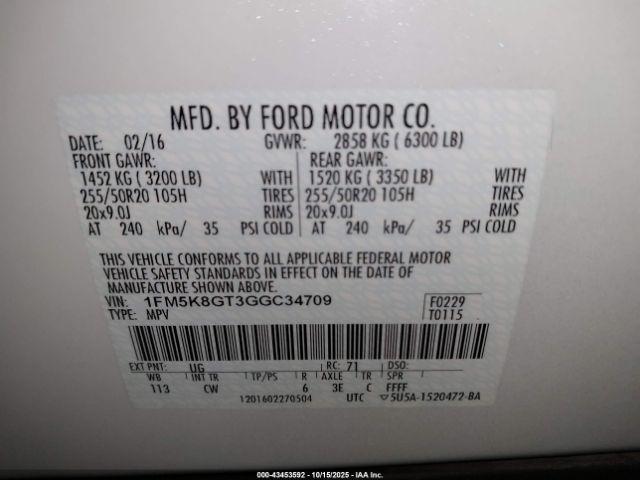 MFD. BY FORD MOTOR CO.
DATE: 02/16 GVWR: 2858 KG ( 6300 LB)
FRONT GAWR: REAR GAWR:
1452 KG ( 3200 LB) WITH 1520 KG ( 3350 LB) WITH
255/50R20 105H TIRES 255/50R20 105H TIRES
20x9.0J RIMS 20x9.0J RIMS
AT 240 kPa/ 35 PSI COLD AT 240 kPa/ 35 PSI COLD
THIS VEHICLE CONFORMS TO ALL APPLICABLE FEDERAL MOTOR
VEHICLE SAFETY STANDARDS IN EFFECT ON THE DATE OF
MANUFACTURE SHOWN ABOVE.
VIN: 1FM5K8GT3GGC34709 F0229
TYPE: MPV T0115
EXT PNT: UG RC: 71 DSO:
WB INT TR TP/PS R AXLE TR SPR
113 CW 6 3E C FFFF
1201602270504 UTC ▽5U5A-1520472-BA
000-43453592 | 10/15/2025 | IAA Inc.